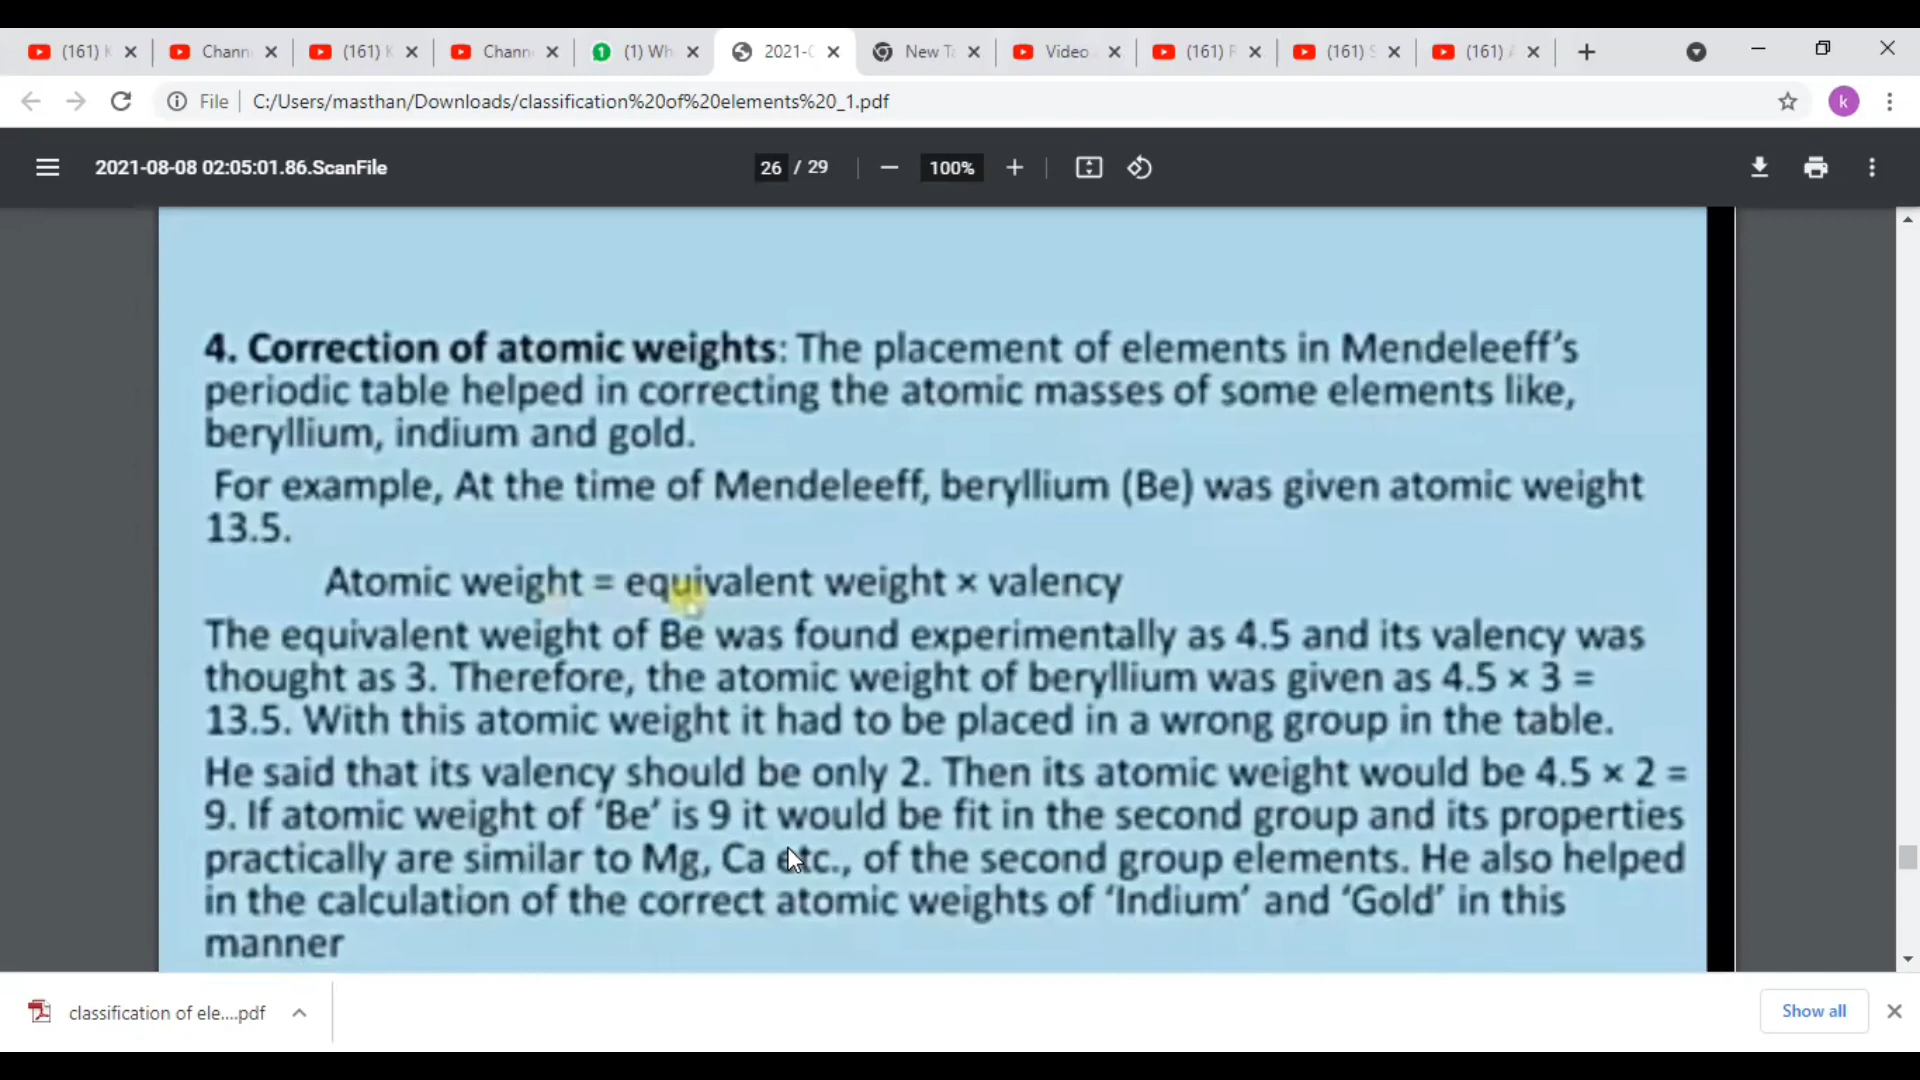 (161) K
Chann
(161) K
Chann
(1) Wh
2021-0
New Ta
Video
(161)
(161) S
(161)
File
C:/Users/masthan/Downloads/classification%20of%20elements%20_1.pdf
k
2021-08-08 02:05:01.86.ScanFile
26 / 29
100%
4. Correction of atomic weights: The placement of elements in Mendeleeff's
periodic table helped in correcting the atomic masses of some elements like,
beryllium, indium and gold.
For example, At the time of Mendeleeff, beryllium (Be) was given atomic weight
13.5.
Atomic weight = equivalent weight × valency
The equivalent weight of Be was found experimentally as 4.5 and its valency was
thought as 3. Therefore, the atomic weight of beryllium was given as 4.5 × 3 =
13.5. With this atomic weight it had to be placed in a wrong group in the table.
He said that its valency should be only 2. Then its atomic weight would be 4.5 × 2 =
9. If atomic weight of ‘Be’ is 9 it would be fit in the second group and its properties
practically are similar to Mg, Ca etc., of the second group elements. He also helped
in the calculation of the correct atomic weights of ‘Indium’ and ‘Gold’ in this
manner
classification of ele....pdf
Show all